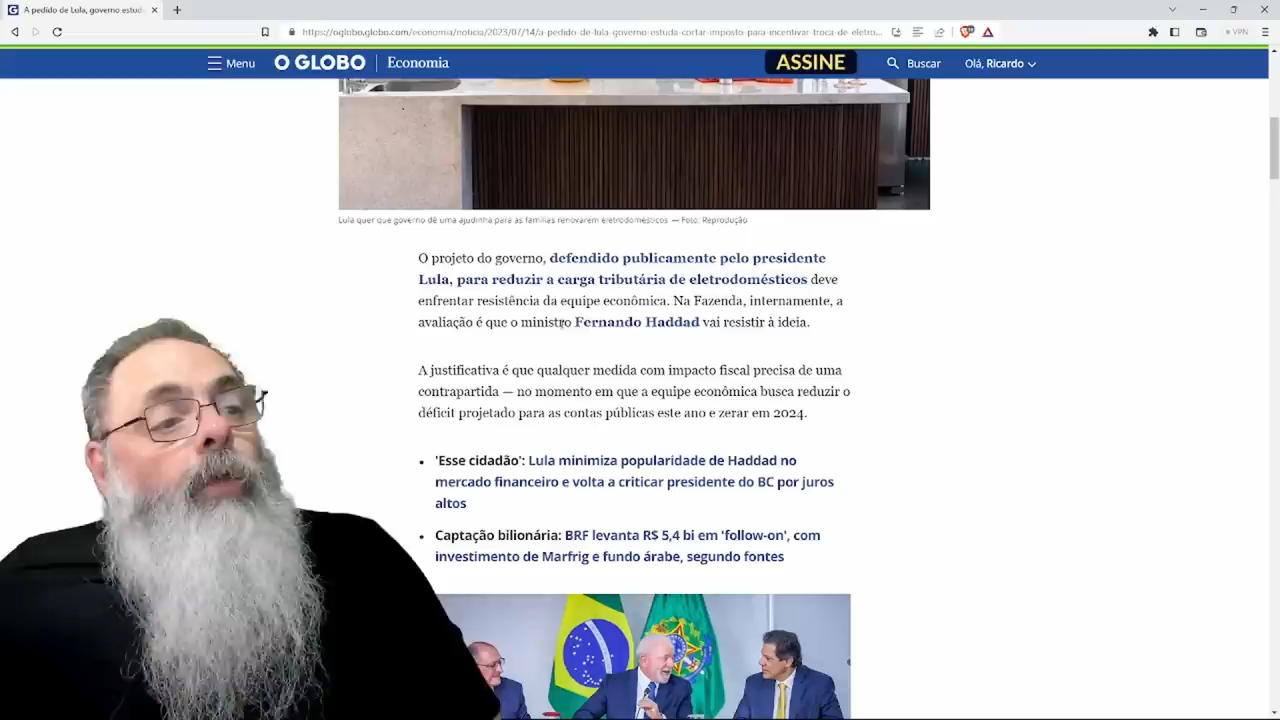 A pedido de Lula, governo estud
https://oglobo.globo.com/economia/noticia/2023/07/14/a-pedido-de-lula-governo-estuda-cortar-imposto-para-incentivar-troca-de-eletro...
VPN
Menu
O GLOBO
Economia
ASSINE
Buscar
Olá, Ricardo
Lula quer que governo dê uma ajudinha para as famílias renovarem eletrodomésticos — Foto: Reprodução
O projeto do governo, defendido publicamente pelo presidente
Lula, para reduzir a carga tributária de eletrodomésticos deve
enfrentar resistência da equipe econômica. Na Fazenda, internamente, a
avaliação é que o ministro Fernando Haddad vai resistir à ideia.
A justificativa é que qualquer medida com impacto fiscal precisa de uma
contrapartida — no momento em que a equipe econômica busca reduzir o
déficit projetado para as contas públicas este ano e zerar em 2024.
'Esse cidadão': Lula minimiza popularidade de Haddad no
mercado financeiro e volta a criticar presidente do BC por juros
altos
Captação bilionária: BRF levanta R$ 5,4 bi em 'follow-on', com
investimento de Marfrig e fundo árabe, segundo fontes